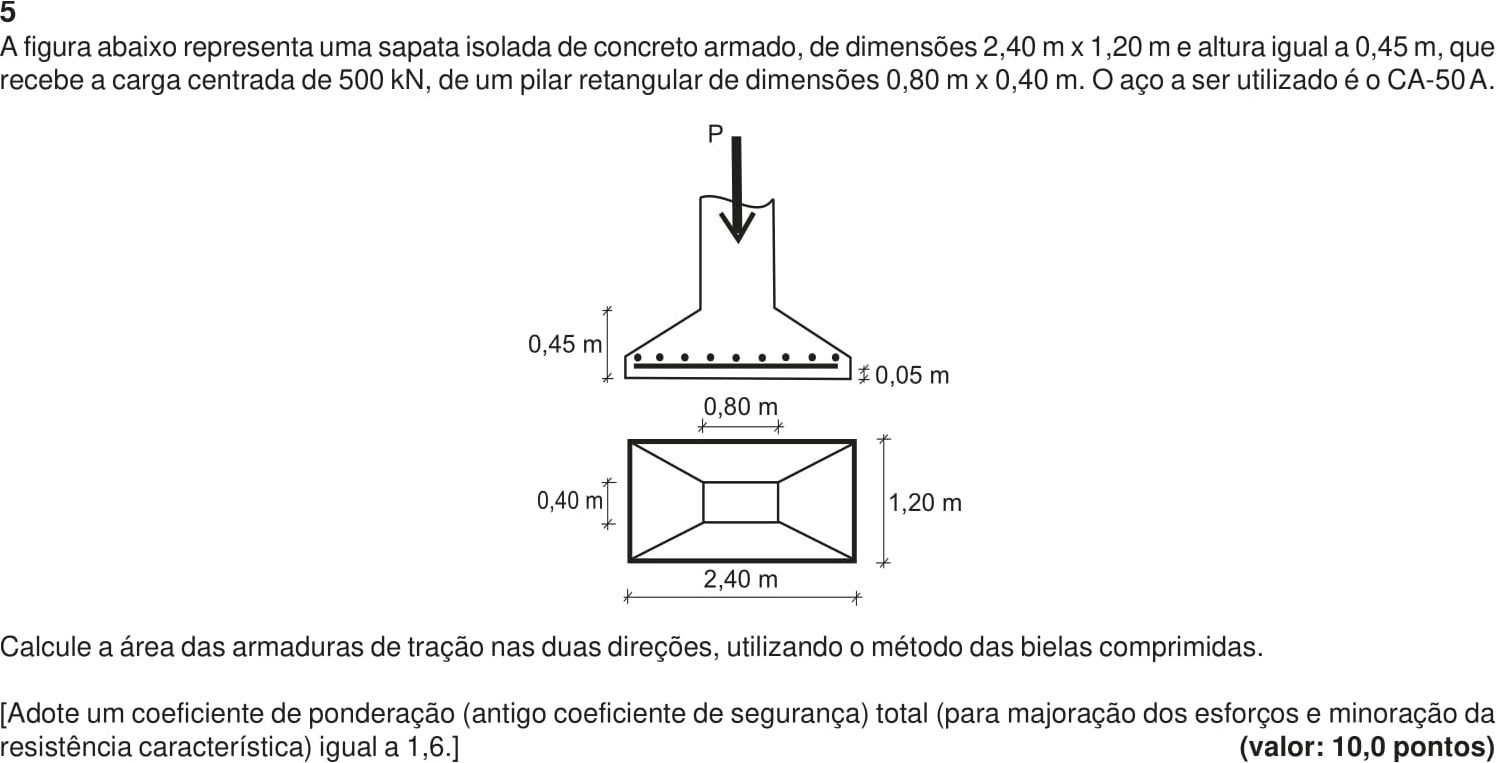 5
A figura abaixo representa uma sapata isolada de concreto armado, de dimensões 2,40 m x 1,20 m e altura igual a 0,45 m, que
recebe a carga centrada de 500 kN, de um pilar retangular de dimensões 0,80 m x 0,40 m. O aço a ser utilizado é o CA-50 A.
P
0,45 m
0,05 m
0,80 m
0,40 m
1,20 m
2,40 m
Calcule a área das armaduras de tração nas duas direções, utilizando o método das bielas comprimidas.
[Adote um coeficiente de ponderação (antigo coeficiente de segurança) total (para majoração dos esforços e minoração da
resistência característica) igual a 1,6.] (valor: 10,0 pontos)